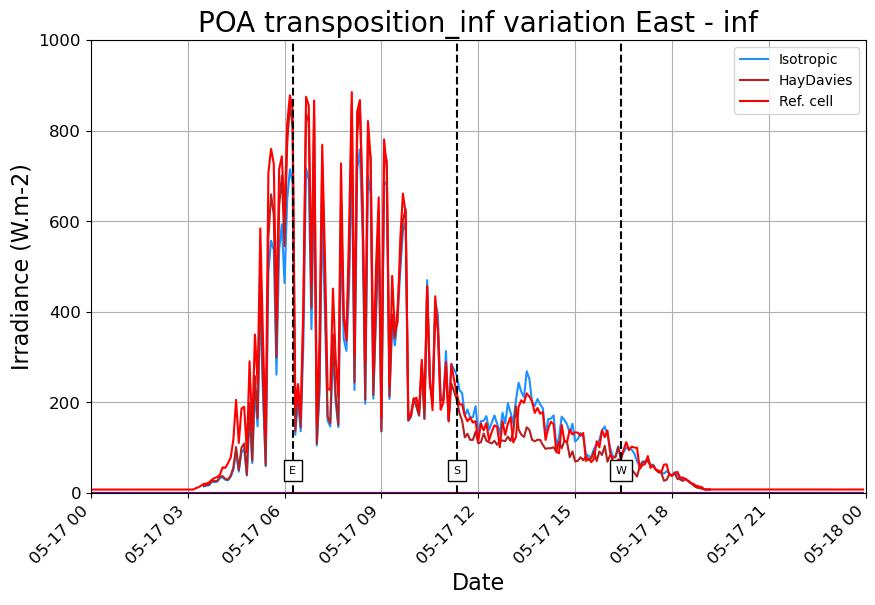 POA transposition_inf variation East - inf
Irradiance (W.m-2)
1000
800
600
400
200
0
Isotropic
HayDavies
Ref. cell
E
S
W
05-17 00
05-17 03
05-17 06
05-17 09
05-17 12
05-17 15
05-17 18
05-17 21
05-18 00
Date